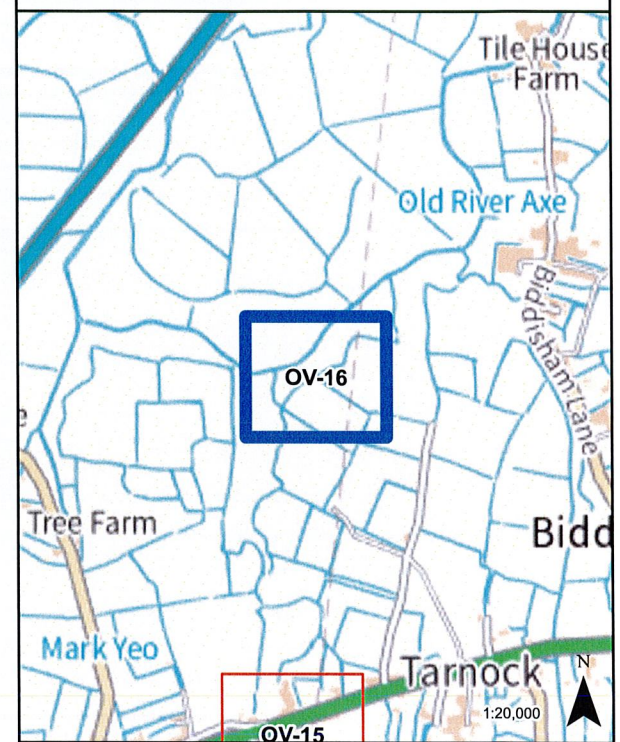 Tile House
Farm
Old River Axe
Biddisham Lane
OV-16
e
Tree Farm
Bidd
Mark Yeo
Tarnock
N
1:20,000
OV-15